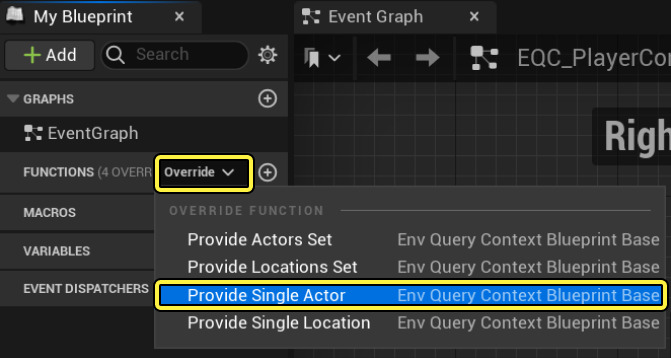 My Blueprint
Event Graph
Add
Search
EQC_PlayerCo
GRAPHS
EventGraph
Righ
FUNCTIONS (4 OVERR
Override
MACROS
OVERRIDE FUNCTION
Provide Actors Set Env Query Context Blueprint Base
VARIABLES
Provide Locations Set Env Query Context Blueprint Base
EVENT DISPATCHERS
Provide Single Actor Env Query Context Blueprint Base
Provide Single Location Env Query Context Blueprint Base